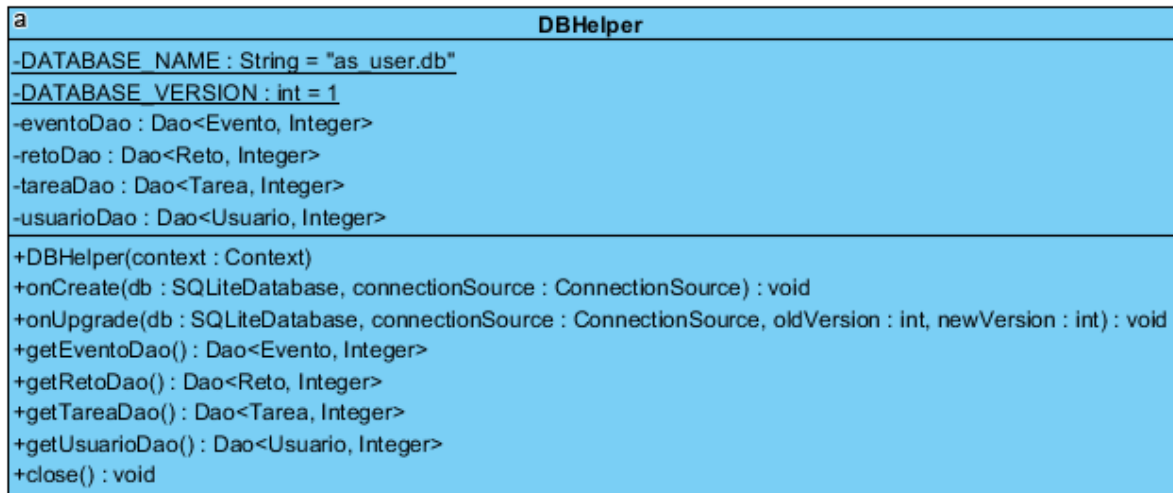 a
DBHelper
-DATABASE_NAME : String = "as_user.db"
-DATABASE_VERSION : int = 1
-eventoDao : Dao<Evento, Integer>
-retoDao : Dao<Reto, Integer>
-tareaDao : Dao<Tarea, Integer>
-usuarioDao : Dao<Usuario, Integer>
+DBHelper(context : Context)
+onCreate(db : SQLiteDatabase, connectionSource : ConnectionSource) : void
+onUpgrade(db : SQLiteDatabase, connectionSource : ConnectionSource, oldVersion : int, newVersion : int) : void
+getEventoDao() : Dao<Evento, Integer>
+getRetoDao() : Dao<Reto, Integer>
+getTareaDao() : Dao<Tarea, Integer>
+getUsuarioDao() : Dao<Usuario, Integer>
+close() : void